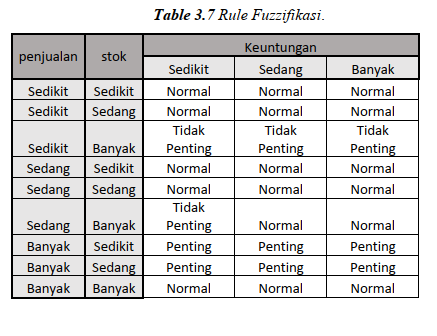 Table 3.7 Rule Fuzzifikasi.
penjualan stok Keuntungan
Sedikit Sedang Banyak
Sedikit Sedikit Normal Normal Normal
Sedikit Sedang Normal Normal Normal
Sedikit Banyak Tidak Penting Tidak Penting Tidak Penting
Sedang Sedikit Normal Normal Normal
Sedang Sedang Normal Normal Normal
Sedang Banyak Tidak Penting Normal Normal
Banyak Sedikit Penting Penting Penting
Banyak Sedang Penting Penting Penting
Banyak Banyak Normal Normal Normal